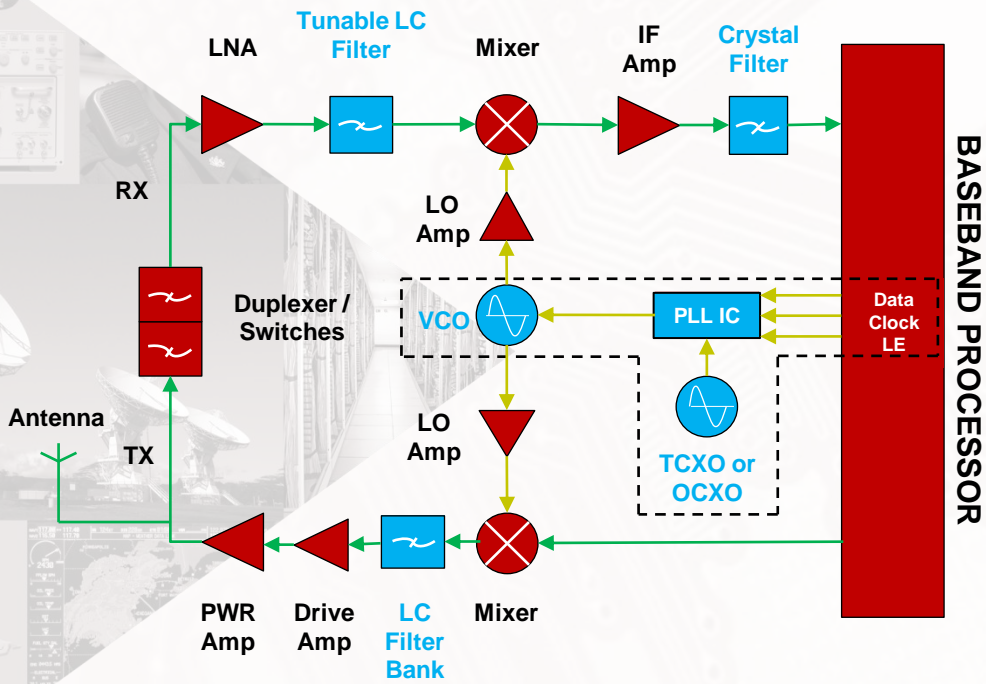 LNA
Tunable LC
Filter
Mixer
IF
Amp
Crystal
Filter
RX
LO
Amp
Duplexer /
Switches
VCO
PLL IC
Data
Clock
LE
BASEBAND PROCESSOR
Antenna
TX
LO
Amp
TCXO or
OCXO
PWR
Amp
Drive
Amp
LC
Filter
Bank
Mixer